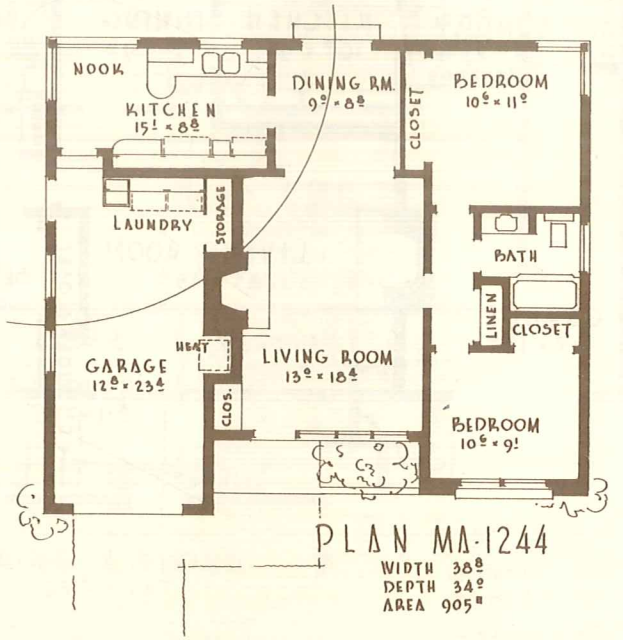 NOOK
KITCHEN
15¹ × 8⁸
DINING RM.
9⁰ × 8⁸
CLOSET
BEDROOM
10⁶ × 11⁰
LAUNDRY
STORAGE
BATH
LINEN
CLOSET
HEAT
GARAGE
12⁸ × 23⁴
LIVING ROOM
13⁰ × 18⁴
CLOS.
BEDROOM
10⁶ × 9¹
PLAN MA-1244
WIDTH 38⁸
DEPTH 34⁰
AREA 905▫